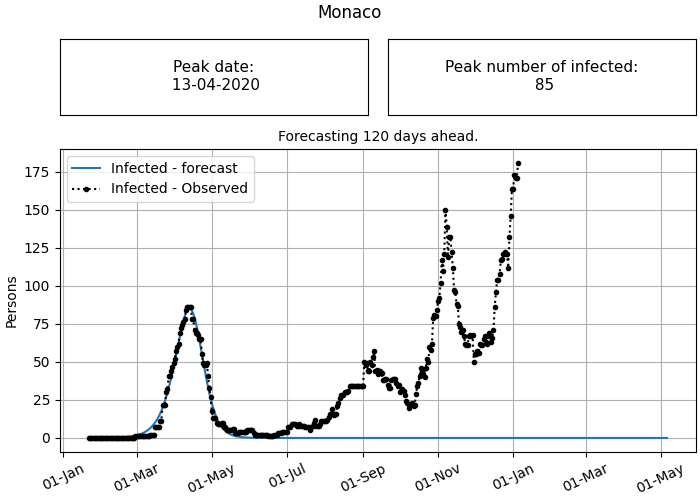 Monaco
Peak date:
13-04-2020
Peak number of infected:
85
Forecasting 120 days ahead.
Infected - forecast
Infected - Observed
Persons
175
150
125
100
75
50
25
0
01-Jan
01-Mar
01-May
01-Jul
01-Sep
01-Nov
01-Jan
01-Mar
01-May